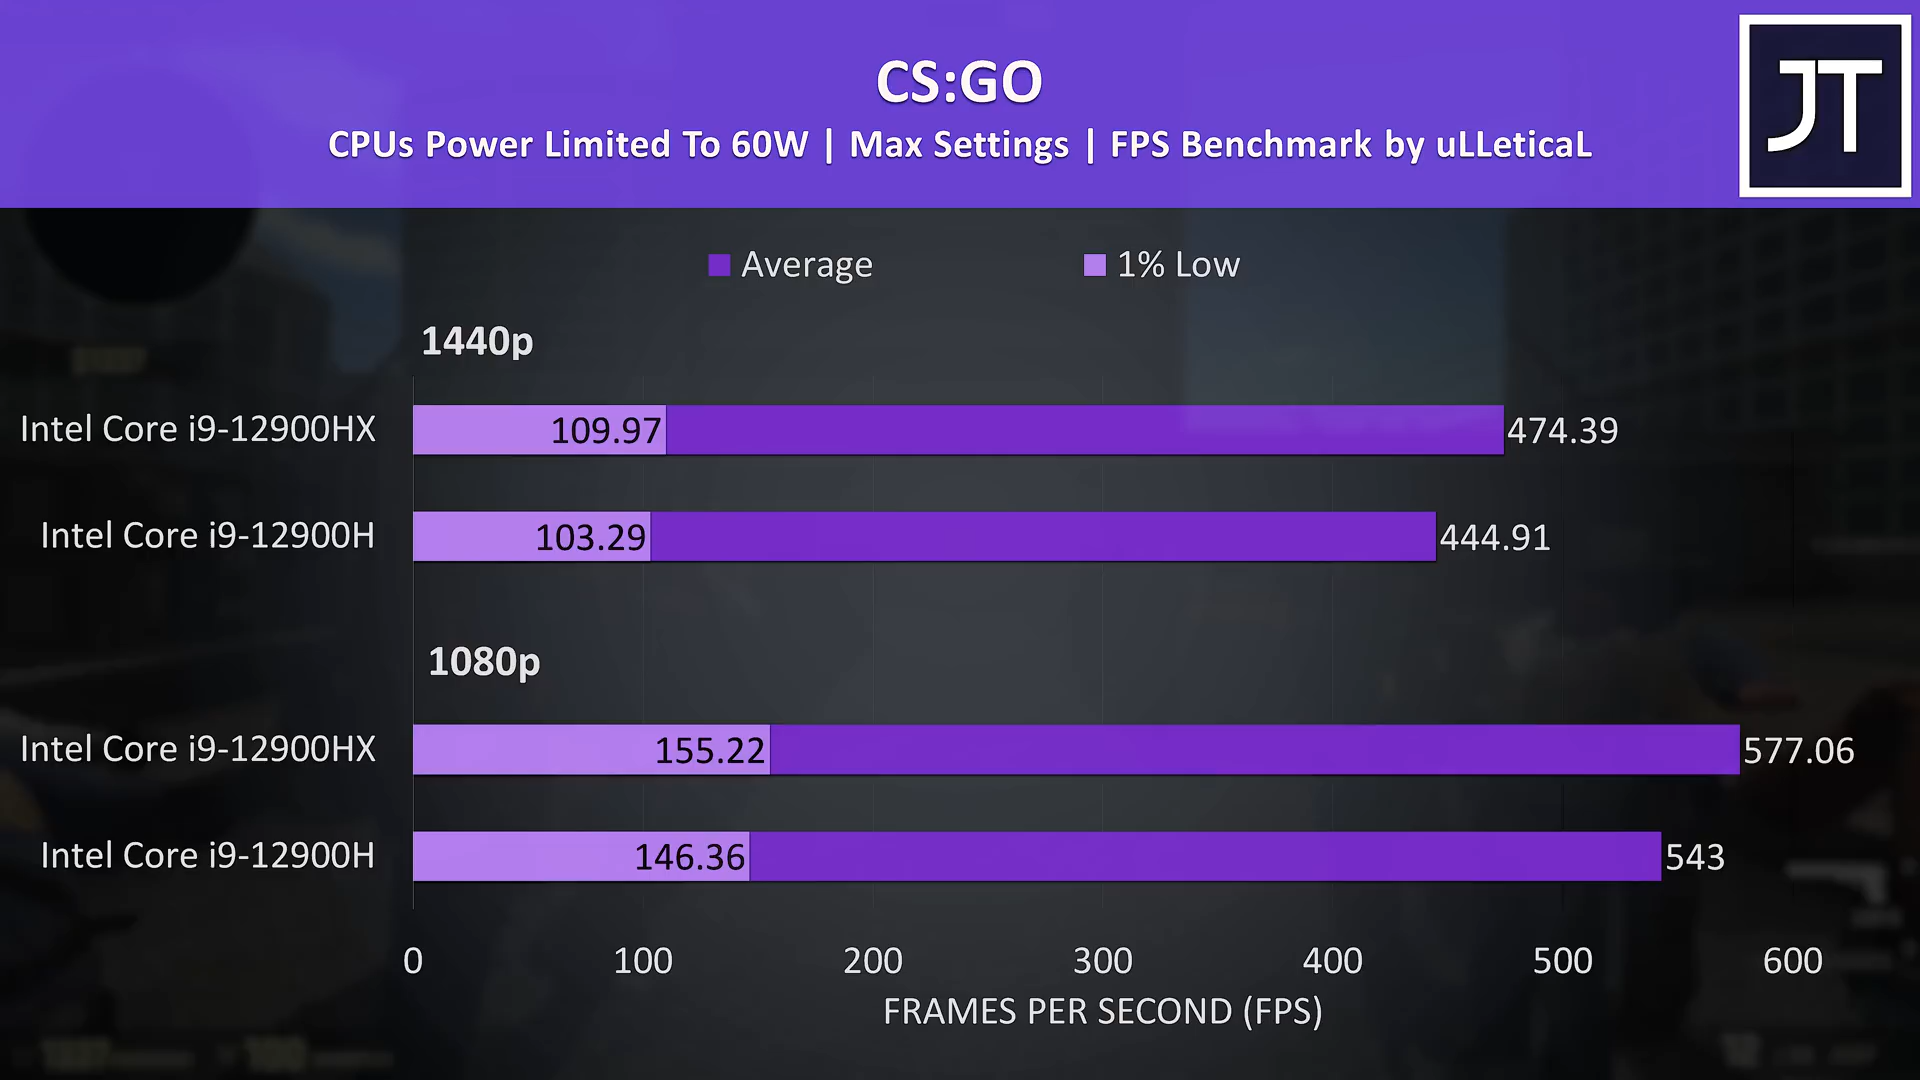 CS:GO
JT
CPUs Power Limited To 60W | Max Settings | FPS Benchmark by uLLeticaL
Average 1% Low
1440p
Intel Core i9-12900HX 109.97 474.39
Intel Core i9-12900H 103.29 444.91
1080p
Intel Core i9-12900HX 155.22 577.06
Intel Core i9-12900H 146.36 543
0 100 200 300 400 500 600
FRAMES PER SECOND (FPS)